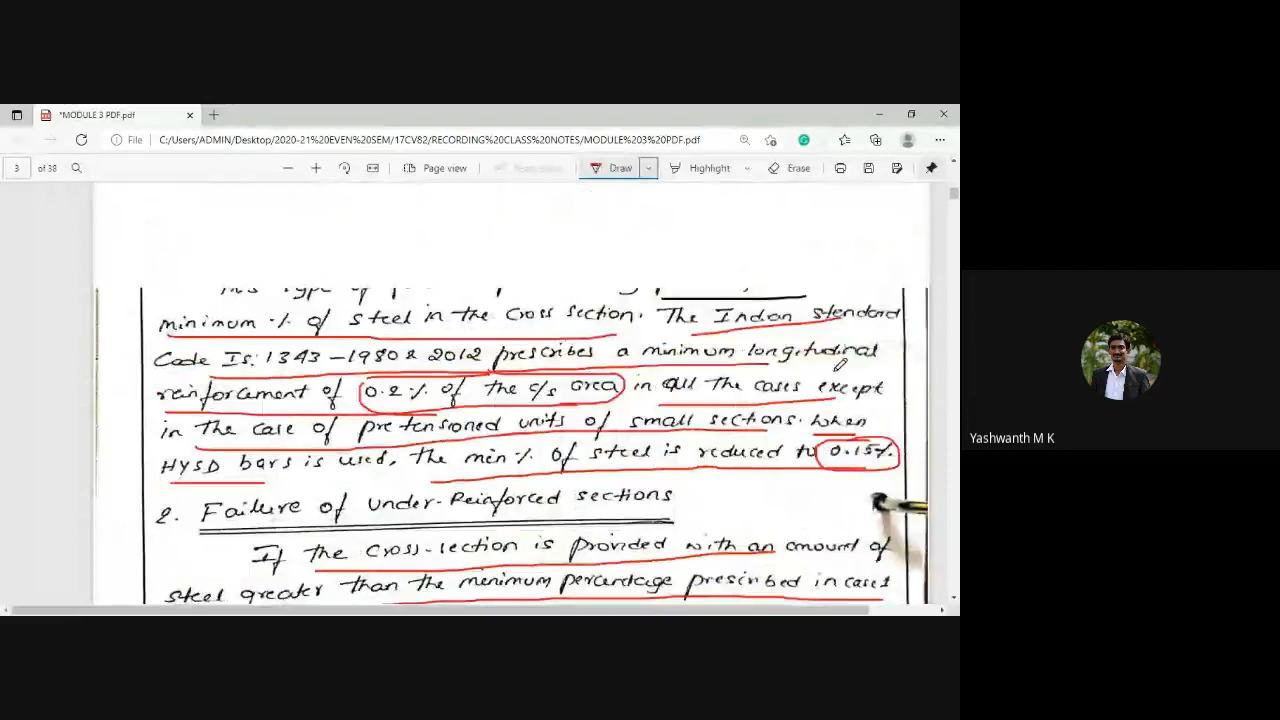 *MODULE 3 PDF.pdf
File C:/Users/ADMIN/Desktop/2020-21%20EVEN%20SEM/17CV82/RECORDING%20CLASS%20NOTES/MODULE%203%20PDF.pdf
3 of 38 Page view Draw Highlight Erase
This type of
minimum % of steel in the cross section. The Indian standard
Code IS: 1343-1980 & 2012 prescribes a minimum longitudinal
reinforcement of 0.2% of the c/s area in all the cases except
in the case of pretensioned units of small sections. When
HYSD bars is used, the min % of steel is reduced to 0.15%.
2. Failure of under-Reinforced sections
If the cross-section is provided with an amount of
steel greater than the menimum percentage prescribed in cases
Yashwanth M K